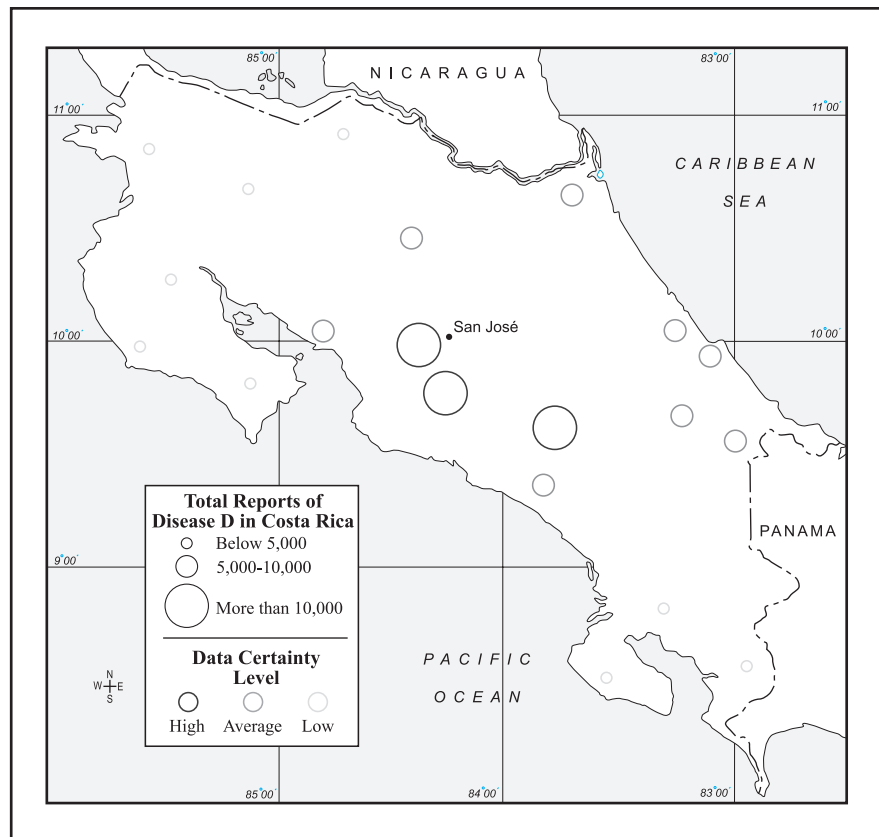 85°00′
83°00′
NICARAGUA
11°00′
11°00′
CARIBBEAN
SEA
San José
10°00′
10°00′
Total Reports of
Disease D in Costa Rica
Below 5,000
5,000-10,000
More than 10,000
Data Certainty
Level
High Average Low
PANAMA
9°00′
PACIFIC
OCEAN
N
W E
S
85°00′
84°00′
83°00′